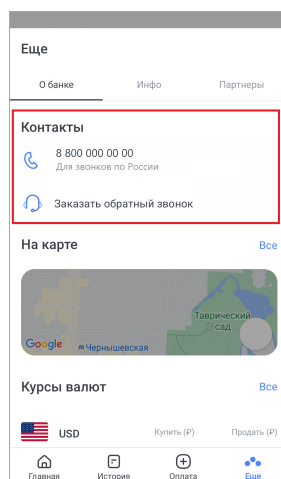 Еще
О банке Инфо Партнеры
Контакты
8 800 000 00 00
Для звонков по России
Заказать обратный звонок
На карте Все
Таврический
сад
Google Чернышевская
Курсы валют Все
USD Купить (₽) Продать (₽)
Главная История Оплата Еще